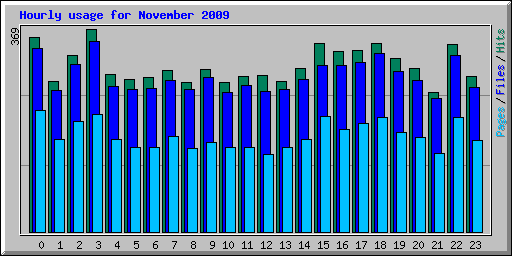 Hourly usage for November 2009
369
Pages/Files/Hits
0 1 2 3 4 5 6 7 8 9 10 11 12 13 14 15 16 17 18 19 20 21 22 23